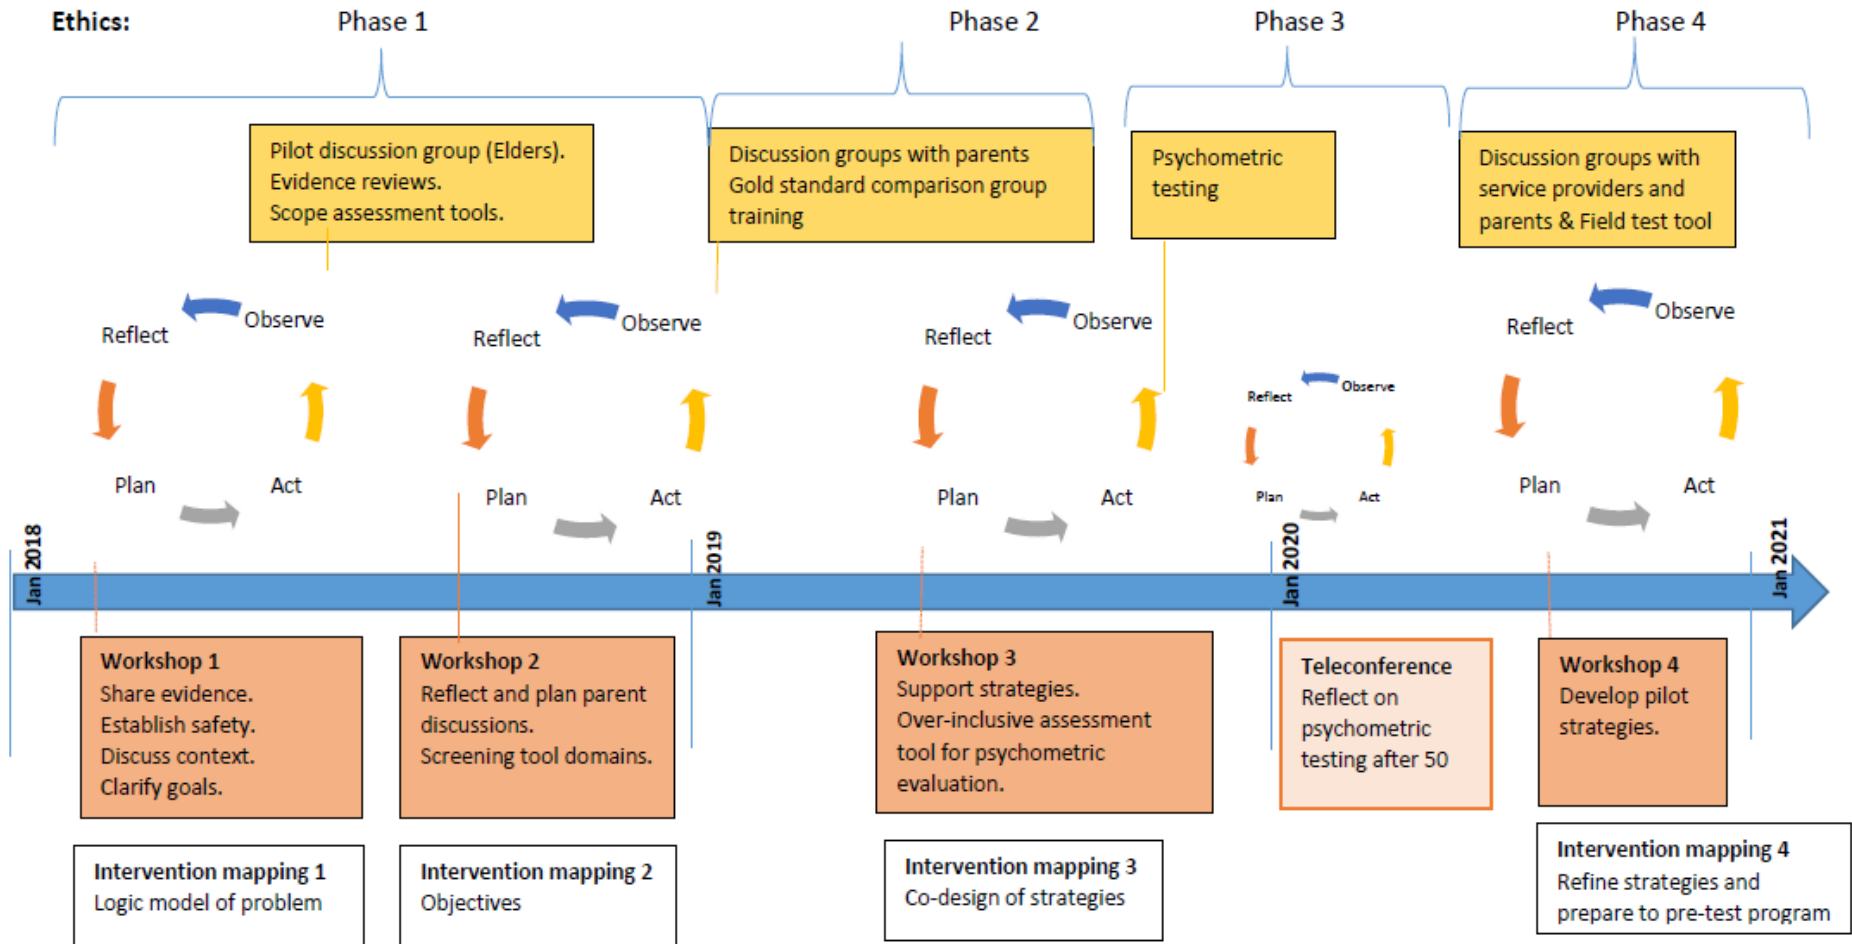 Ethics:
Phase 1
Phase 2
Phase 3
Phase 4
Pilot discussion group (Elders).
Evidence reviews.
Scope assessment tools.
Discussion groups with parents
Gold standard comparison group
training
Psychometric
testing
Discussion groups with
service providers and
parents & Field test tool
Observe
Reflect
Plan
Act
Observe
Reflect
Plan
Act
Observe
Reflect
Plan
Act
Observe
Reflect
Plan
Act
Observe
Reflect
Plan
Act
Jan 2018
Jan 2019
Jan 2020
Jan 2021
Workshop 1
Share evidence.
Establish safety.
Discuss context.
Clarify goals.
Workshop 2
Reflect and plan parent
discussions.
Screening tool domains.
Workshop 3
Support strategies.
Over-inclusive assessment
tool for psychometric
evaluation.
Teleconference
Reflect on
psychometric
testing after 50
Workshop 4
Develop pilot
strategies.
Intervention mapping 1
Logic model of problem
Intervention mapping 2
Objectives
Intervention mapping 3
Co-design of strategies
Intervention mapping 4
Refine strategies and
prepare to pre-test program